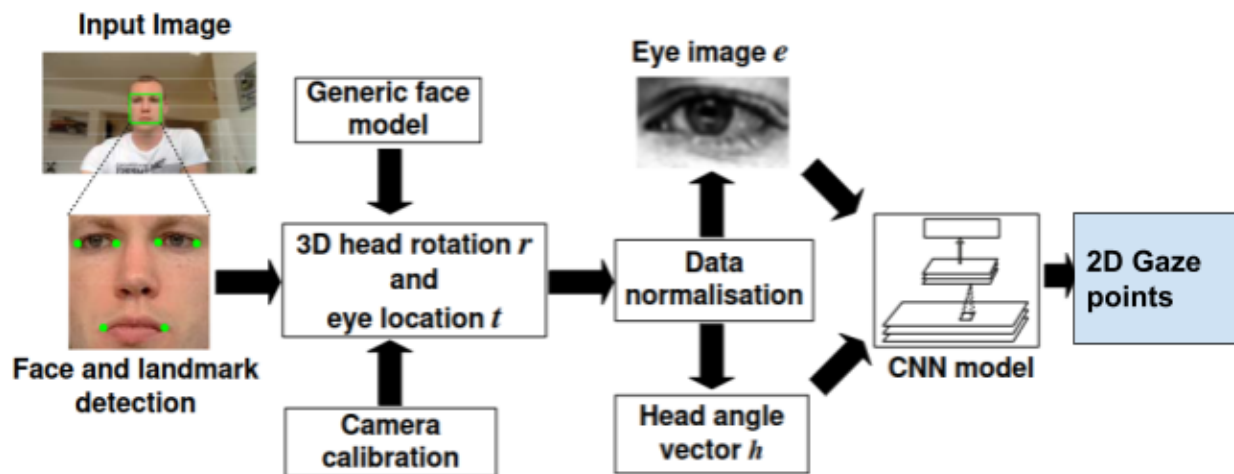 Input Image
Face and landmark
detection
Generic face
model
3D head rotation r
and
eye location t
Camera
calibration
Eye image e
Data
normalisation
Head angle
vector h
CNN model
2D Gaze
points